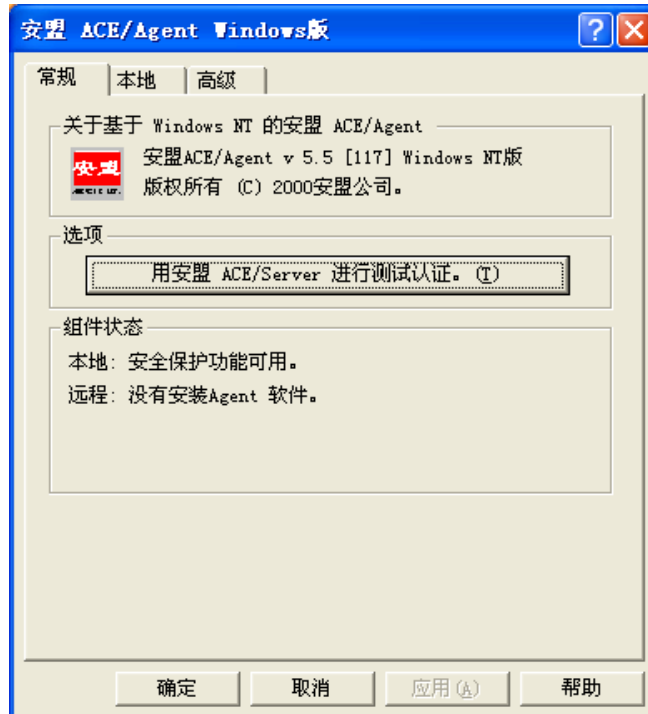 安盟 ACE/Agent Windows版
常规
本地
高级
关于基于 Windows NT 的安盟 ACE/Agent
安盟
安盟ACE/Agent v 5.5 [117] Windows NT版
版权所有 (C) 2000安盟公司。
选项
用安盟 ACE/Server 进行测试认证。(T)
组件状态
本地: 安全保护功能可用。
远程: 没有安装Agent 软件。
确定
取消
应用(A)
帮助